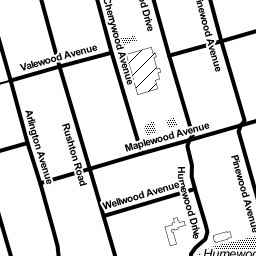 Cherrywood Avenue
Drive
Pinewood Avenue
Valewood Avenue
Arlington Avenue
Rushton Road
Maplewood Avenue
Wellwood Avenue
Humewood Drive
Pinewood Avenue